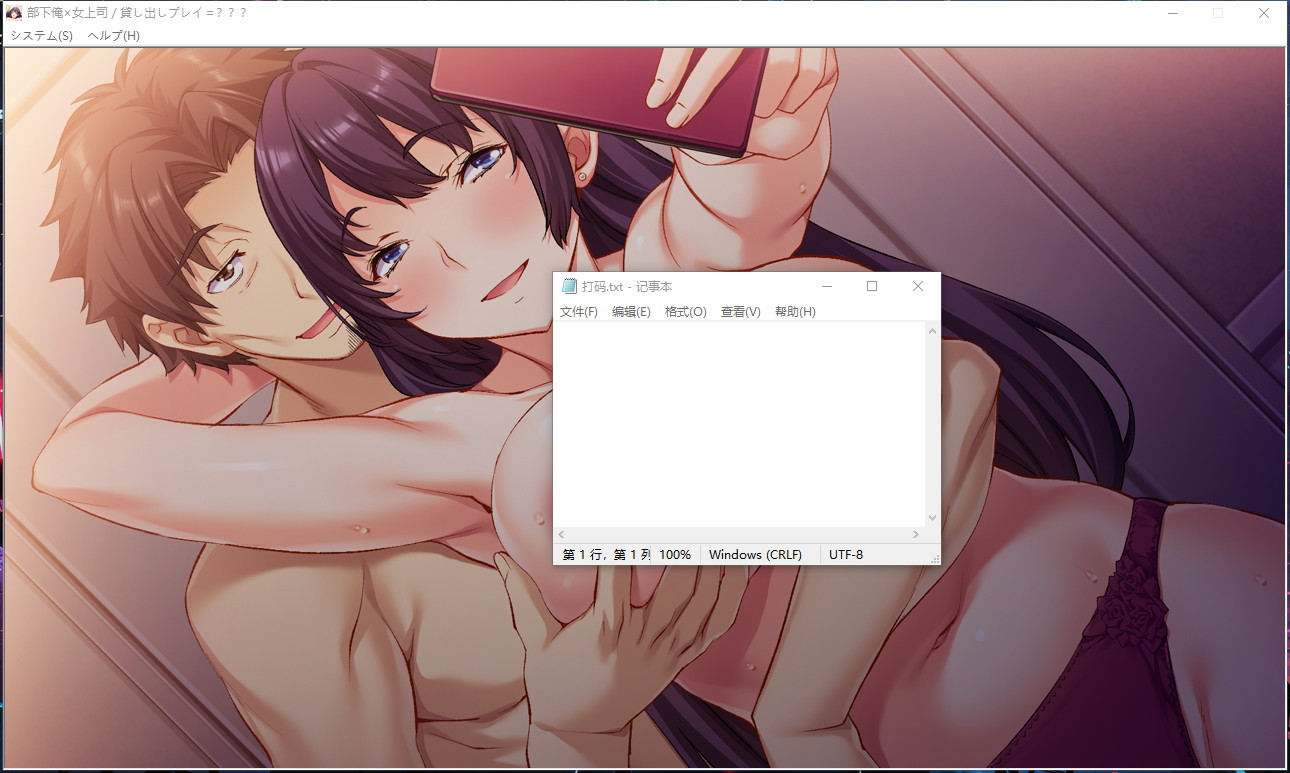 部下俺×女上司 / 貸し出しプレイ =？？？
システム(S) ヘルプ(H)
打码.txt - 记事本
文件(F) 编辑(E) 格式(O) 查看(V) 帮助(H)
第 1 行，第 1 列 100% Windows (CRLF) UTF-8